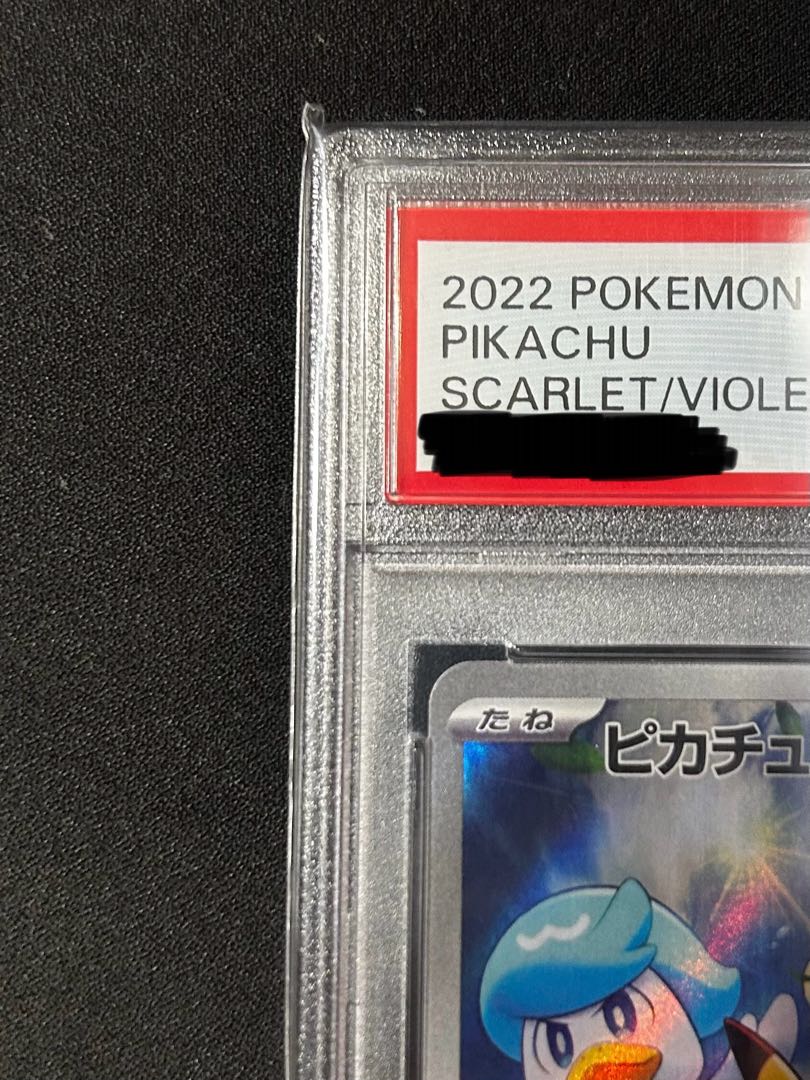 2022 POKEMON
PIKACHU
SCARLET/VIOLE
たね
ピカチュ